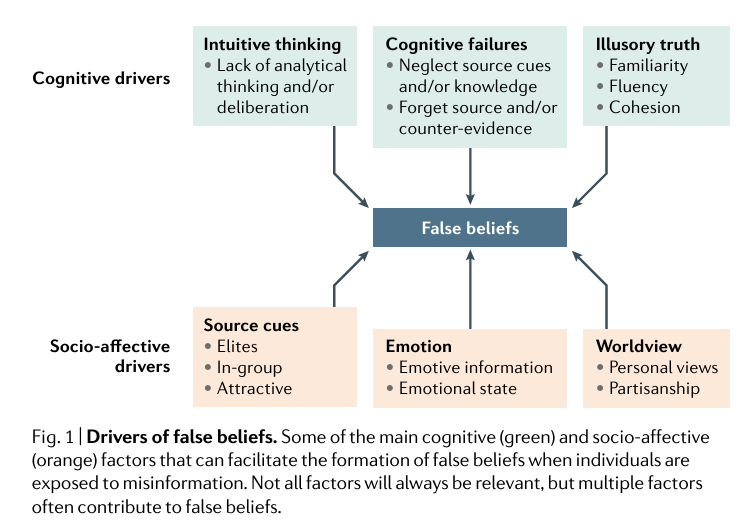 Cognitive drivers
Intuitive thinking
• Lack of analytical
thinking and/or
deliberation
Cognitive failures
• Neglect source cues
and/or knowledge
• Forget source and/or
counter-evidence
Illusory truth
• Familiarity
• Fluency
• Cohesion
False beliefs
Socio-affective
drivers
Source cues
• Elites
• In-group
• Attractive
Emotion
• Emotive information
• Emotional state
Worldview
• Personal views
• Partisanship
Fig. 1 | Drivers of false beliefs. Some of the main cognitive (green) and socio-affective
(orange) factors that can facilitate the formation of false beliefs when individuals are
exposed to misinformation. Not all factors will always be relevant, but multiple factors
often contribute to false beliefs.